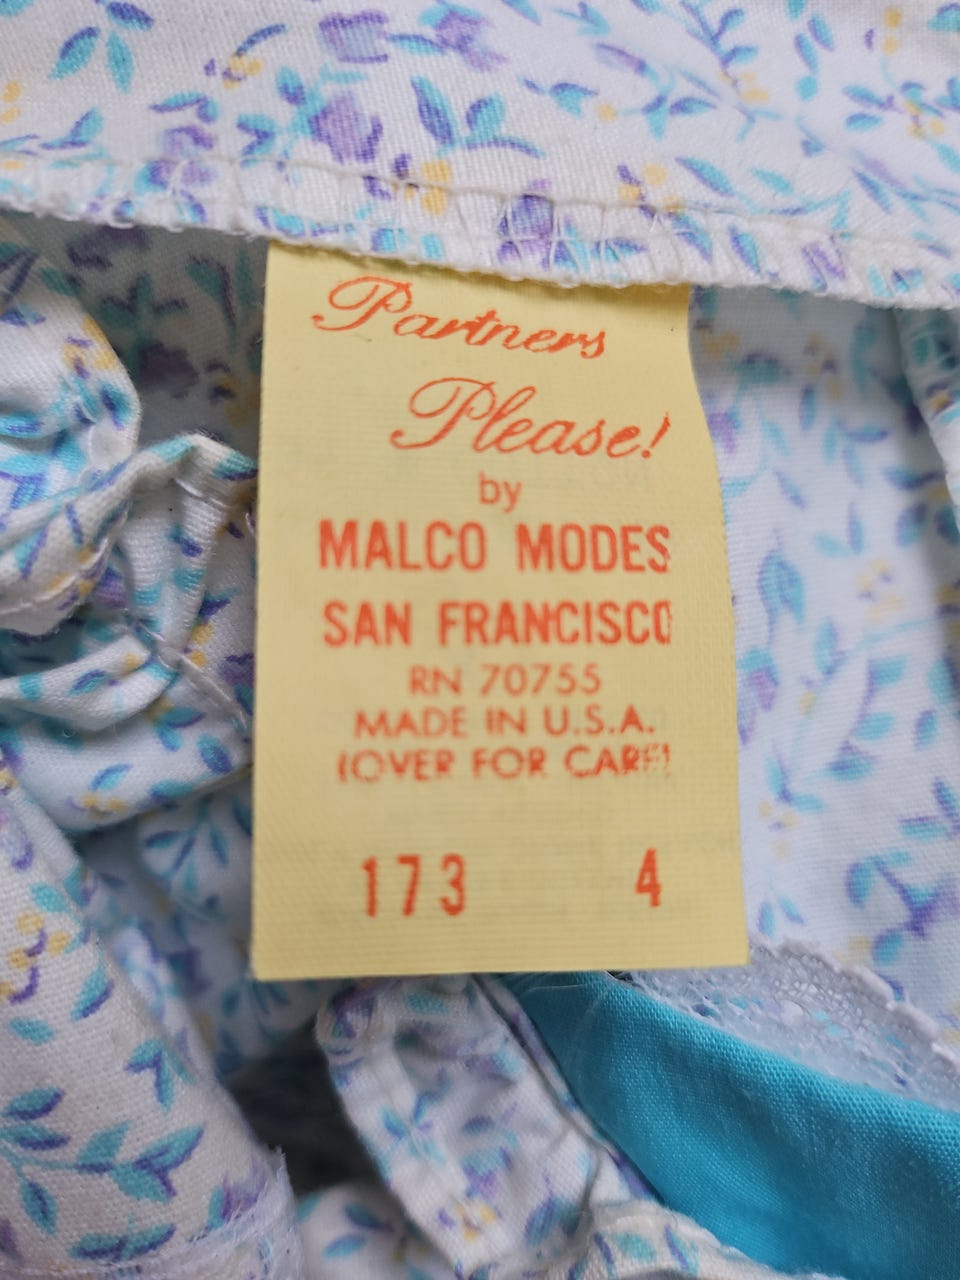 Partners
Please!
by
MALCO MODES
SAN FRANCISCO
RN 70755
MADE IN U.S.A.
(OVER FOR CARE)
173 4